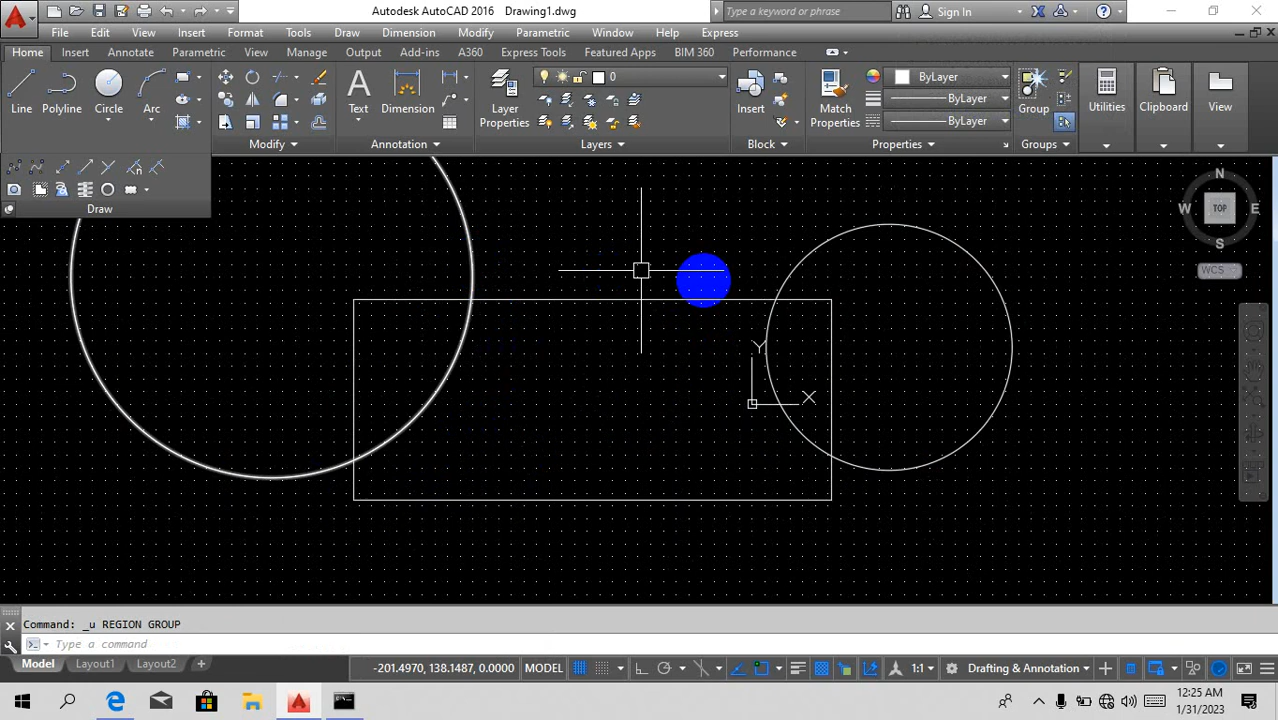 Autodesk AutoCAD 2016 Drawing1.dwg
Type a keyword or phrase
Sign In
File Edit View Insert Format Tools Draw Dimension Modify Parametric Window Help Express
Home Insert Annotate Parametric View Manage Output Add-ins A360 Express Tools Featured Apps BIM 360 Performance
Line Polyline Circle Arc
A
Text Dimension
Layer
Properties
0
Insert
Match
Properties
ByLayer
ByLayer
ByLayer
Group
Utilities Clipboard View
Modify Annotation Layers Block Properties Groups
Draw
N
W TOP E
S
WCS
Y
X
Command: _u REGION GROUP
Type a command
Model Layout1 Layout2 +
-201.4970, 138.1487, 0.0000 MODEL 1:1 Drafting & Annotation
12:25 AM
1/31/2023